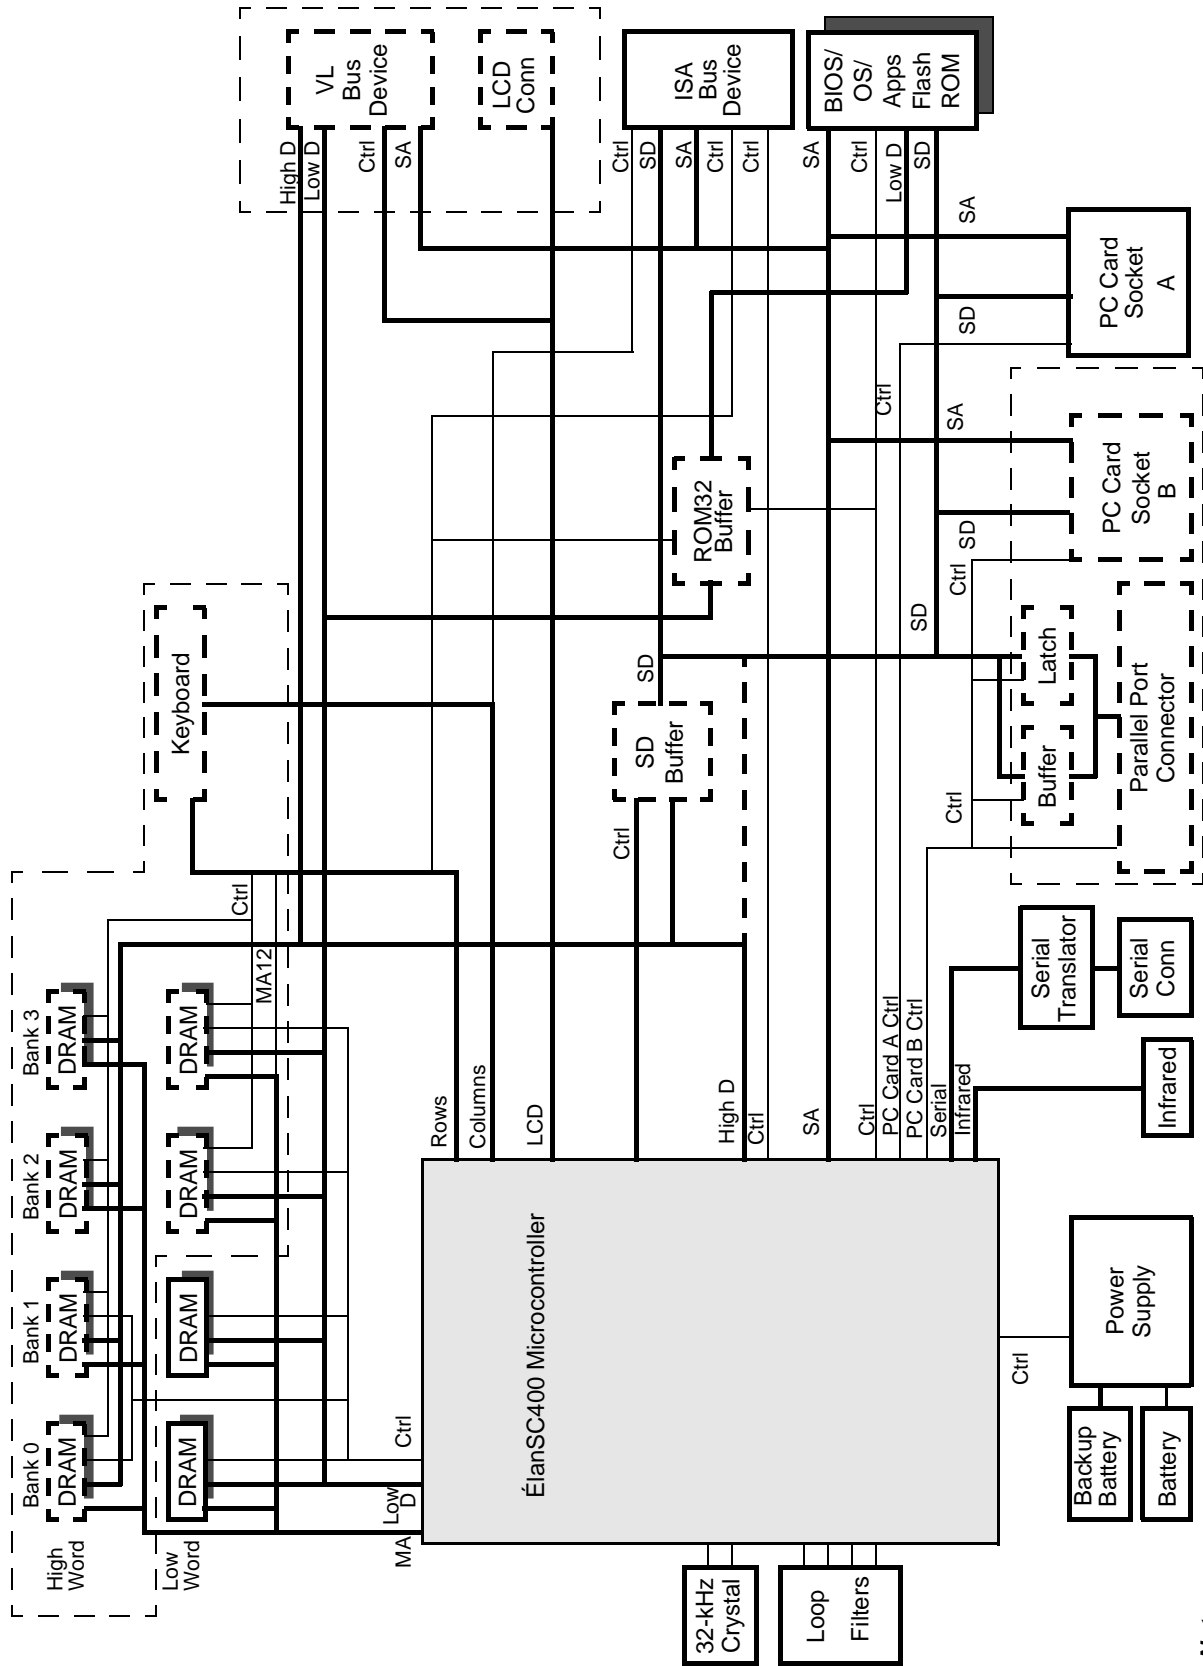 Bank 0
Bank 1
Bank 2
Bank 3
High
Word
DRAM
DRAM
DRAM
DRAM
Low
Word
DRAM
DRAM
DRAM
DRAM
Ctrl
MA12
Keyboard
High D
Low D
Ctrl
SA
VL
Bus
Device
LCD
Conn
MA
Low
D
Ctrl
Rows
Columns
LCD
Ctrl
High D
Ctrl
SA
Ctrl
PC Card A Ctrl
PC Card B Ctrl
Serial
Infrared
ÉlanSC400 Microcontroller
SD
Buffer
SD
ROM32
Buffer
Ctrl
SD
SA
Ctrl
Ctrl
ISA
Bus
Device
SA
Ctrl
Low D
SD
BIOS/
OS/
Apps
Flash
ROM
32-kHz
Crystal
Loop
Filters
Ctrl
Power
Supply
Backup
Battery
Battery
Infrared
Serial
Translator
Serial
Conn
Ctrl
Buffer
Latch
Parallel Port
Connector
SD
Ctrl
SD
SA
PC Card
Socket
B
Ctrl
SD
SA
PC Card
Socket
A